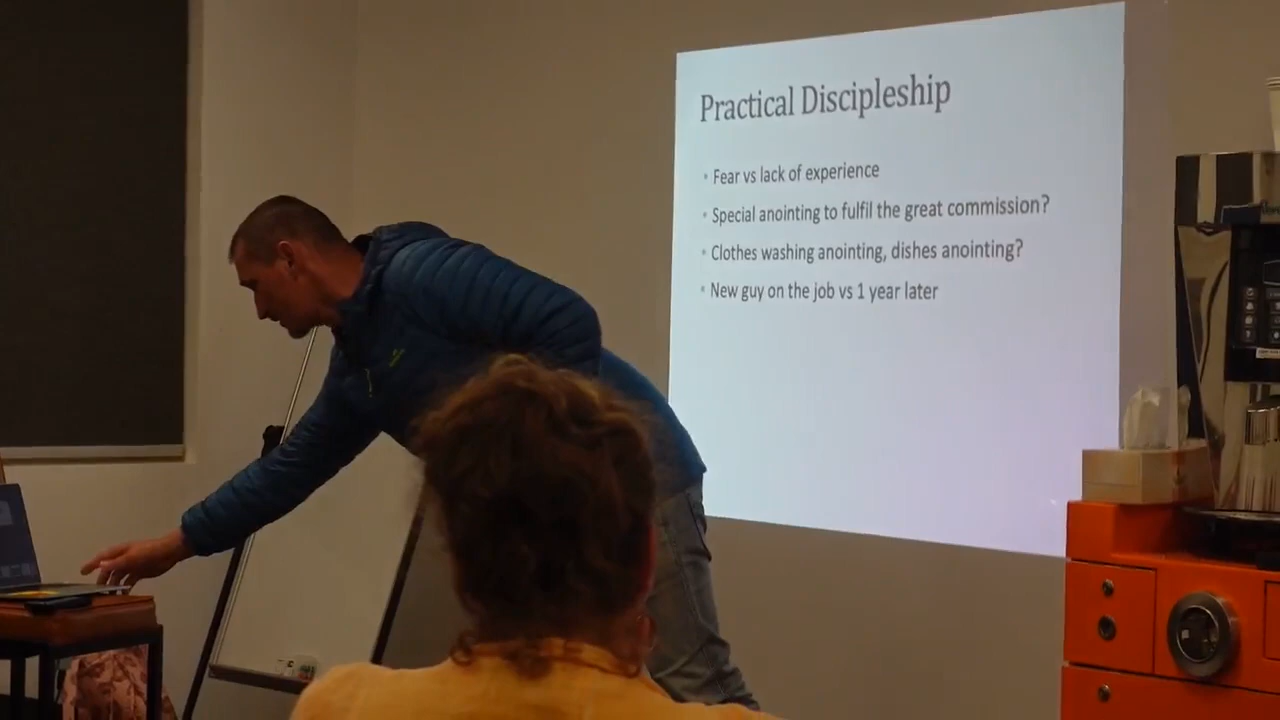 Practical Discipleship
• Fear vs lack of experience
• Special anointing to fulfil the great commission?
• Clothes washing anointing, dishes anointing?
• New guy on the job vs 1 year later